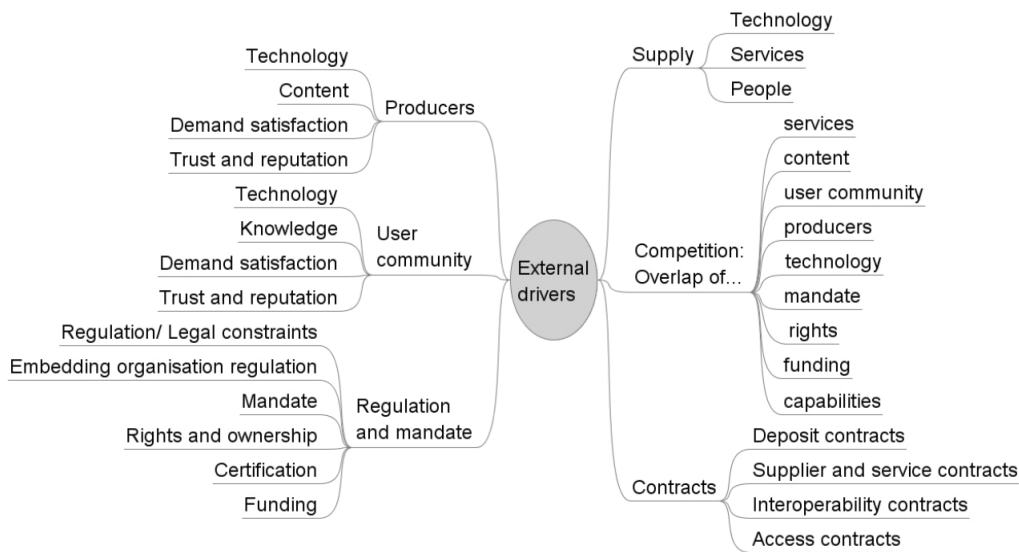 Technology
Content
Demand satisfaction
Trust and reputation
Producers
Technology
Knowledge
Demand satisfaction
Trust and reputation
User
community
Regulation/ Legal constraints
Embedding organisation regulation
Mandate
Rights and ownership
Certification
Funding
Regulation
and mandate
External
drivers
Supply
Technology
Services
People
Competition:
Overlap of...
services
content
user community
producers
technology
mandate
rights
funding
capabilities
Contracts
Deposit contracts
Supplier and service contracts
Interoperability contracts
Access contracts